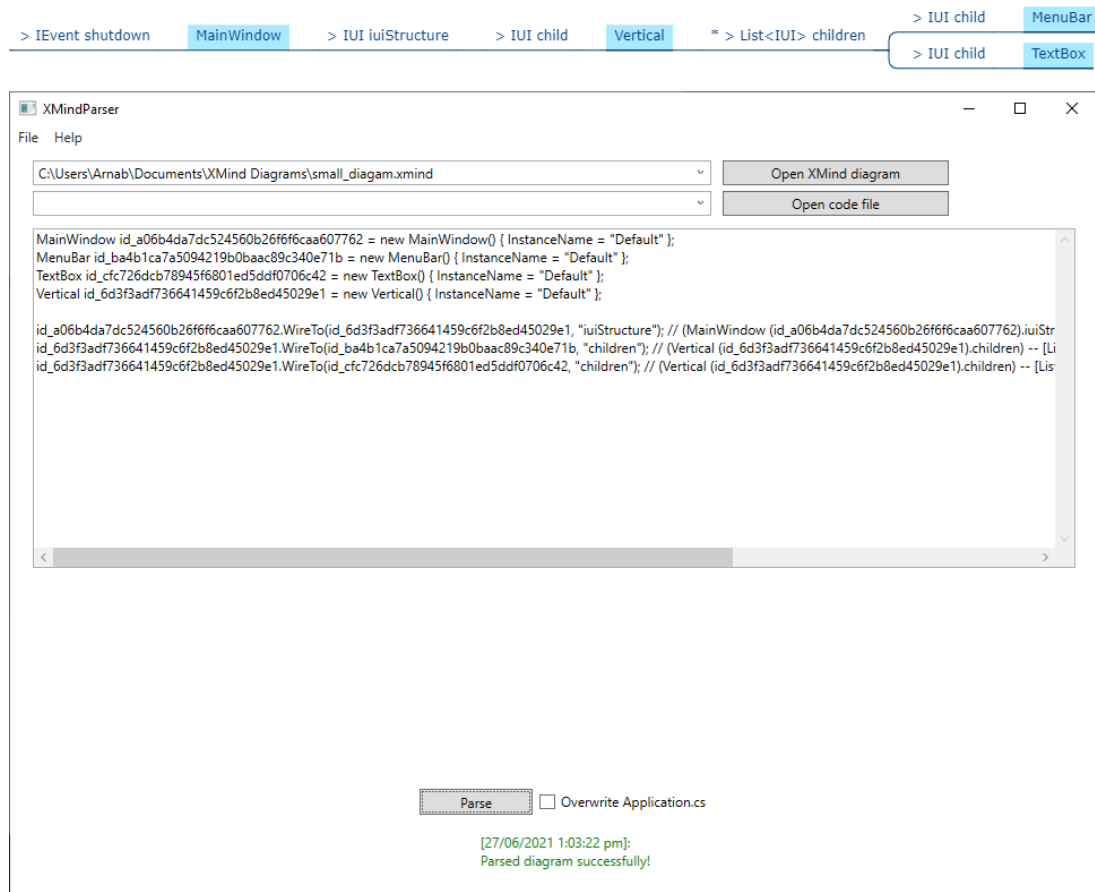 > IUI child MenuBar
> IEvent shutdown MainWindow > IUI iuiStructure > IUI child Vertical * > List<IUI> children
> IUI child TextBox
XMindParser
File Help
C:\Users\Arnab\Documents\XMind Diagrams\small_diagam.xmind Open XMind diagram
Open code file
MainWindow id_a06b4da7dc524560b26f6f6caa607762 = new MainWindow() { InstanceName = "Default" };
MenuBar id_ba4b1ca7a5094219b0baac89c340e71b = new MenuBar() { InstanceName = "Default" };
TextBox id_cfc726dcb78945f6801ed5ddf0706c42 = new TextBox() { InstanceName = "Default" };
Vertical id_6d3f3adf736641459c6f2b8ed45029e1 = new Vertical() { InstanceName = "Default" };
id_a06b4da7dc524560b26f6f6caa607762.WireTo(id_6d3f3adf736641459c6f2b8ed45029e1, "iuiStructure"); // (MainWindow (id_a06b4da7dc524560b26f6f6caa607762).iuiStr
id_6d3f3adf736641459c6f2b8ed45029e1.WireTo(id_ba4b1ca7a5094219b0baac89c340e71b, "children"); // (Vertical (id_6d3f3adf736641459c6f2b8ed45029e1).children) -- [Li
id_6d3f3adf736641459c6f2b8ed45029e1.WireTo(id_cfc726dcb78945f6801ed5ddf0706c42, "children"); // (Vertical (id_6d3f3adf736641459c6f2b8ed45029e1).children) -- [Lis
Parse Overwrite Application.cs
[27/06/2021 1:03:22 pm]:
Parsed diagram successfully!